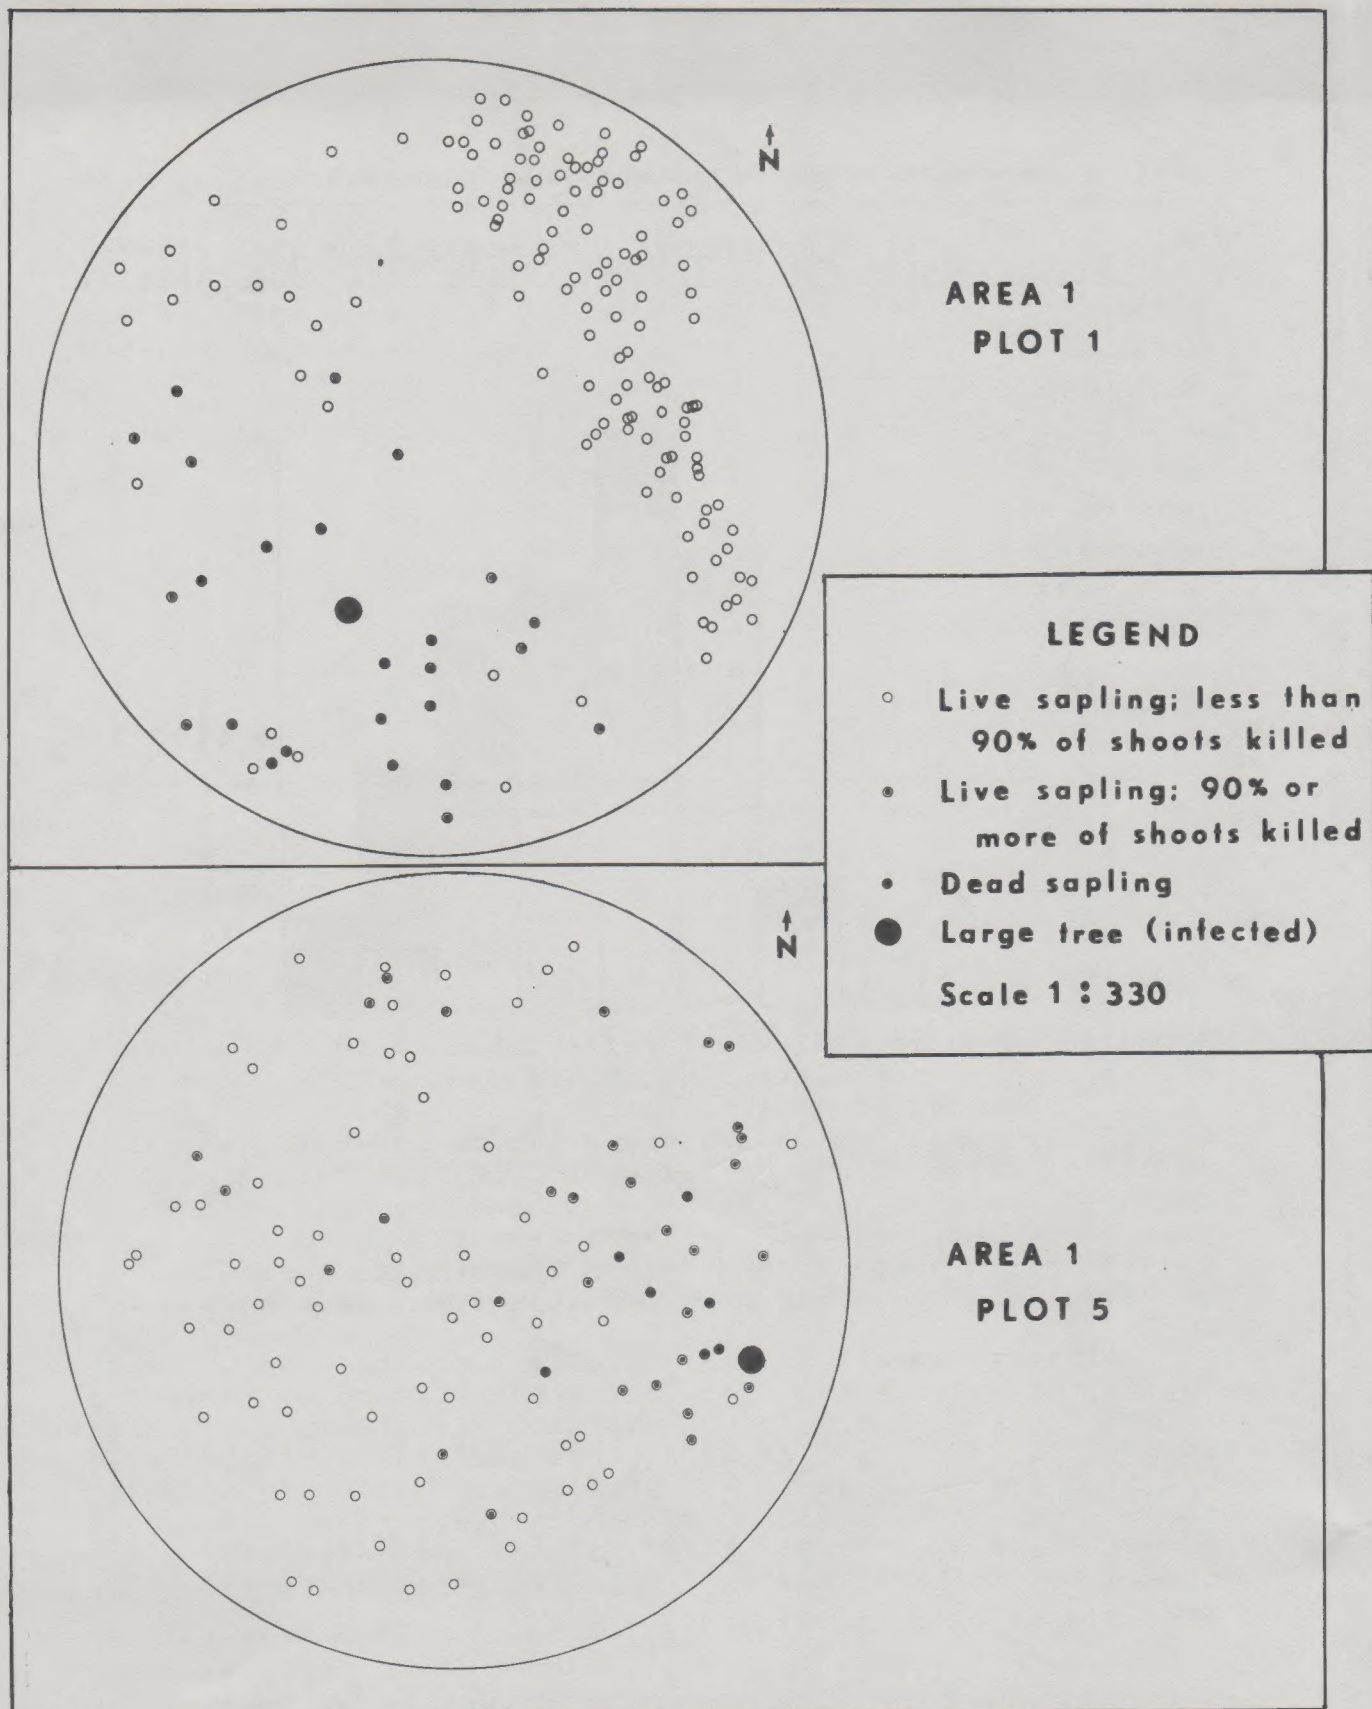 N
AREA 1
PLOT 1
LEGEND
Live sapling; less than
90% of shoots killed
Live sapling; 90% or
more of shoots killed
Dead sapling
Large tree (infected)
Scale 1 : 330
N
AREA 1
PLOT 5